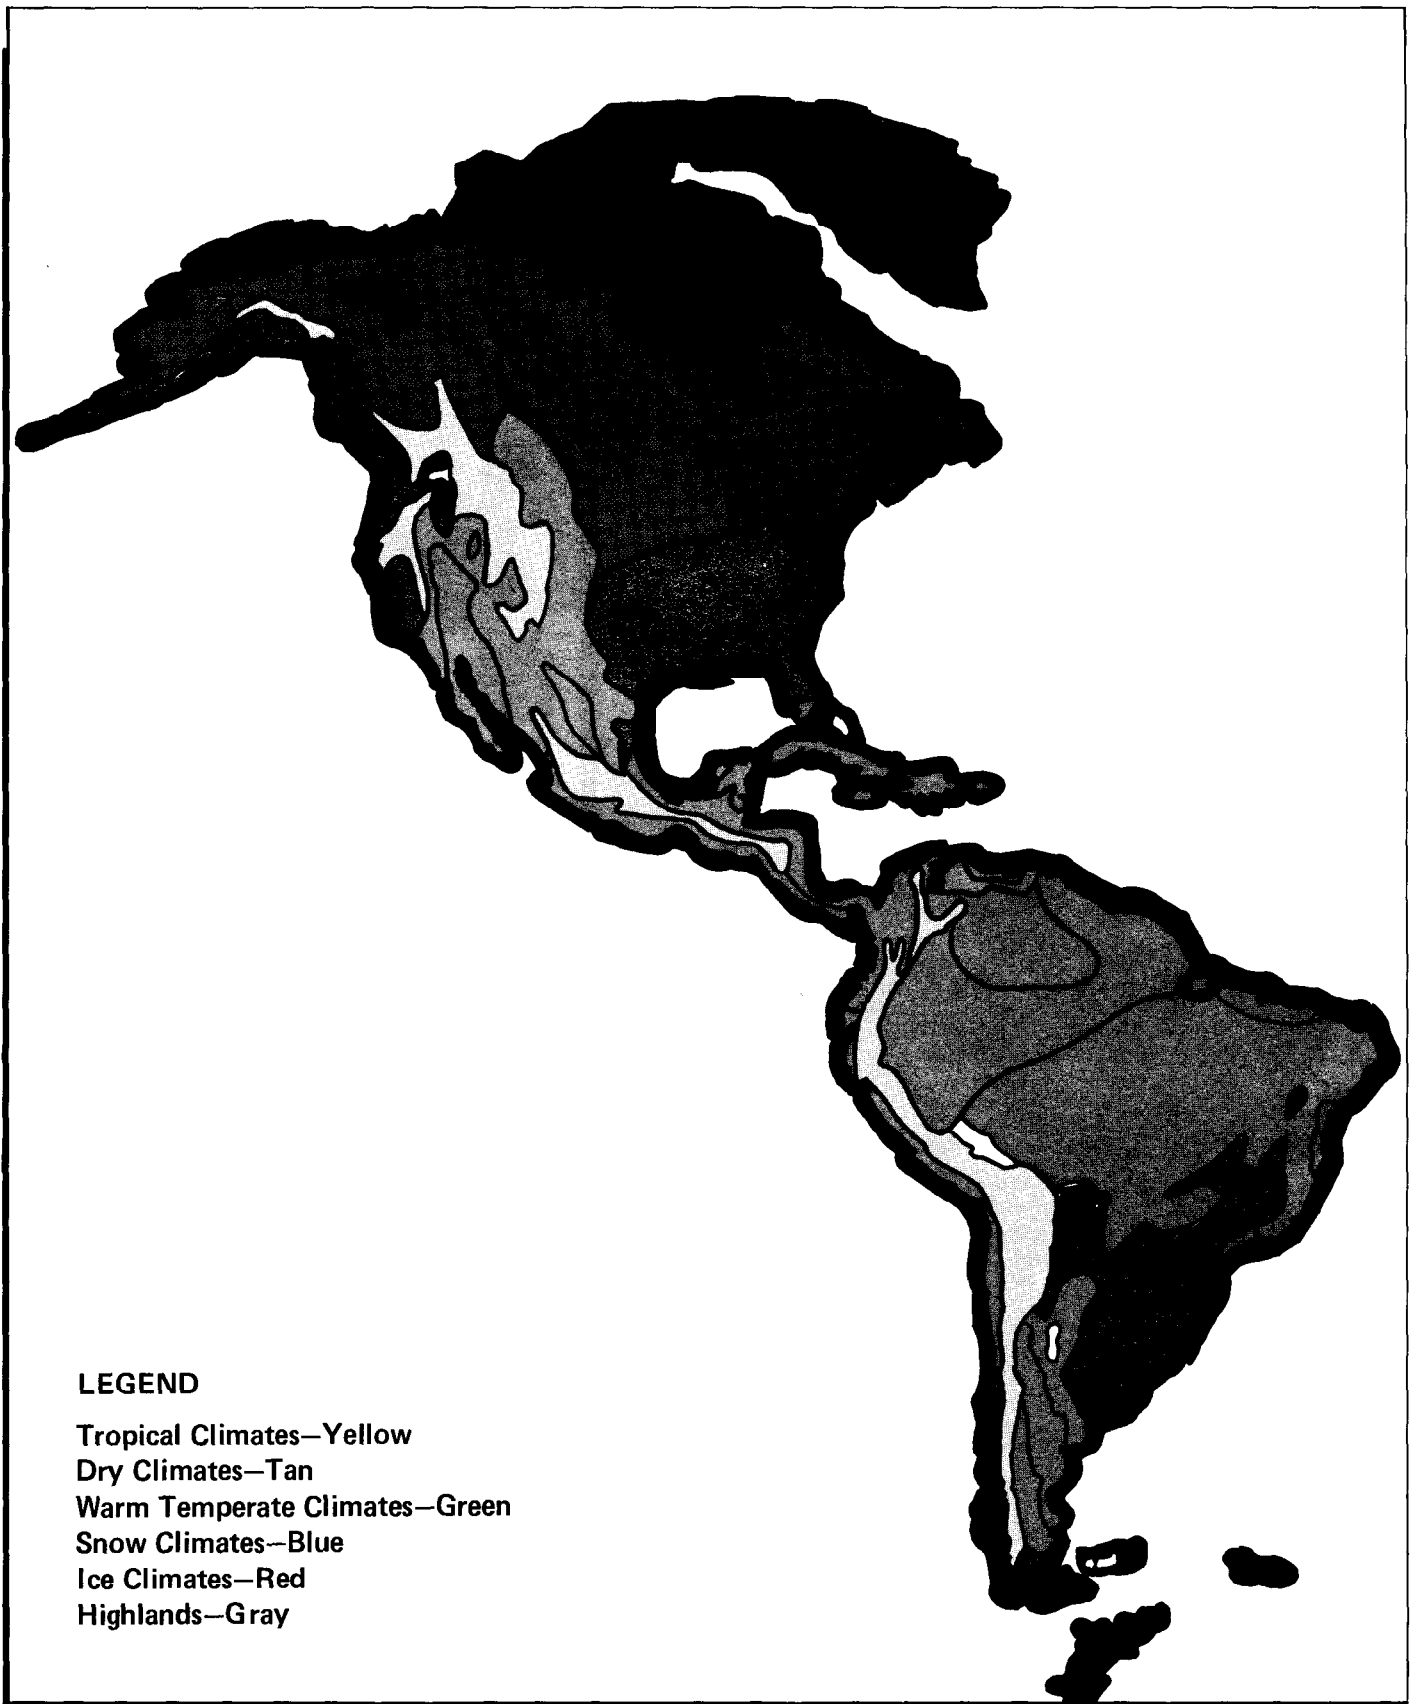 LEGEND
Tropical Climates—Yellow
Dry Climates—Tan
Warm Temperate Climates—Green
Snow Climates—Blue
Ice Climates—Red
Highlands—Gray